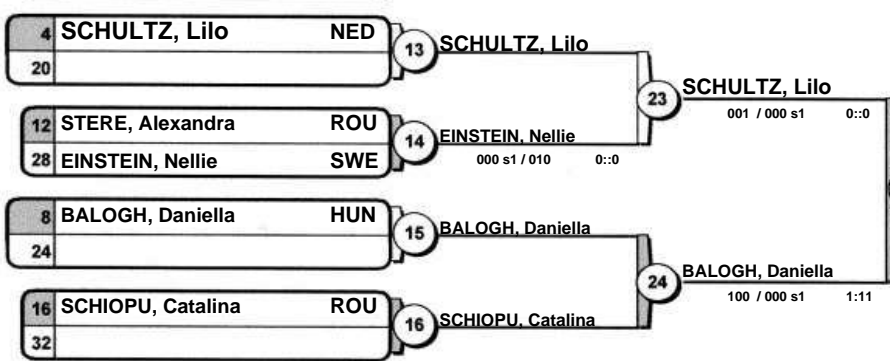 4 SCHULTZ, Lilo NED
20
13
SCHULTZ, Lilo
12 STERE, Alexandra ROU
28 EINSTEIN, Nellie SWE
14
EINSTEIN, Nellie
000 s1 / 010 0::0
23
SCHULTZ, Lilo
001 / 000 s1 0::0
8 BALOGH, Daniella HUN
24
15
BALOGH, Daniella
16 SCHIOPU, Catalina ROU
32
16
SCHIOPU, Catalina
24
BALOGH, Daniella
100 / 000 s1 1:11